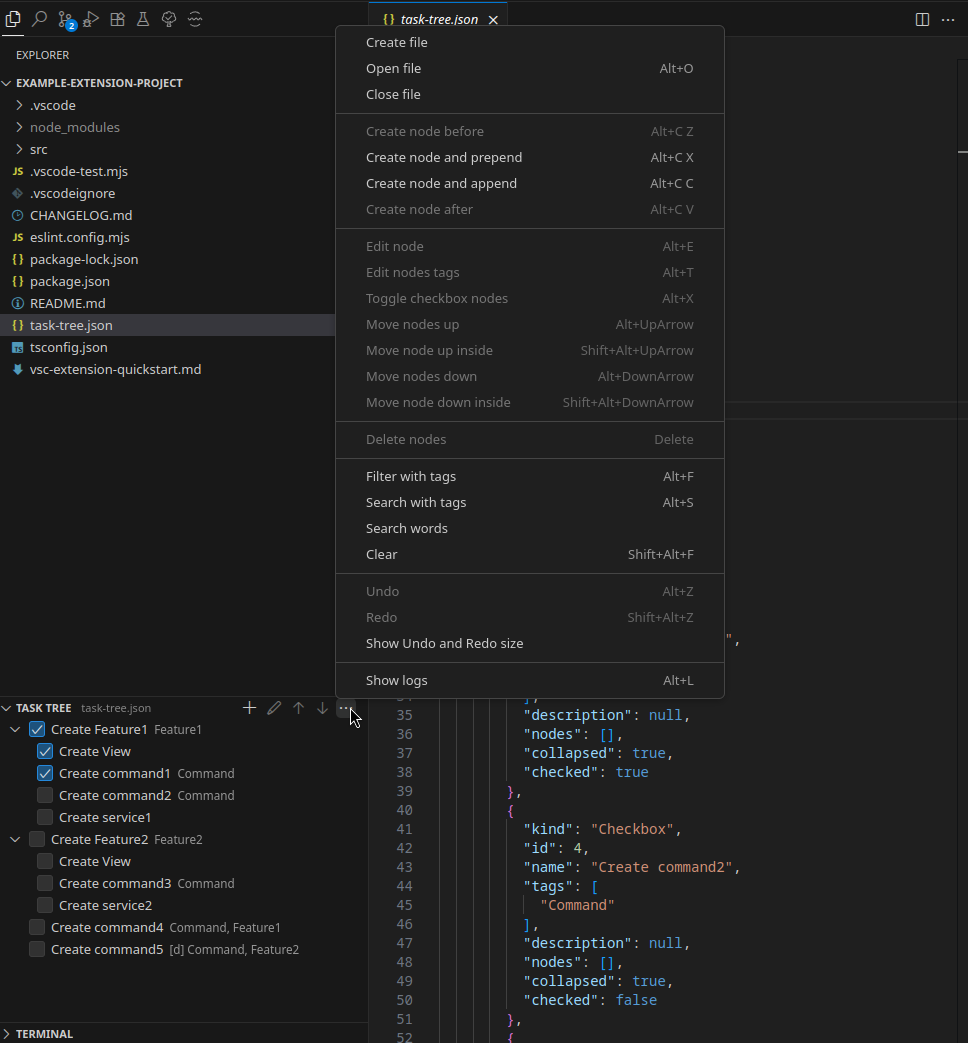 2
{} task-tree.json
EXPLORER
EXAMPLE-EXTENSION-PROJECT
.vscode
node_modules
src
JS .vscode-test.mjs
.vscodeignore
CHANGELOG.md
JS eslint.config.mjs
{} package-lock.json
{} package.json
README.md
{} task-tree.json
TS tsconfig.json
vsc-extension-quickstart.md
Create file
Open file Alt+O
Close file
Create node before Alt+C Z
Create node and prepend Alt+C X
Create node and append Alt+C C
Create node after Alt+C V
Edit node Alt+E
Edit nodes tags Alt+T
Toggle checkbox nodes Alt+X
Move nodes up Alt+UpArrow
Move node up inside Shift+Alt+UpArrow
Move nodes down Alt+DownArrow
Move node down inside Shift+Alt+DownArrow
Delete nodes Delete
Filter with tags Alt+F
Search with tags Alt+S
Search words
Clear Shift+Alt+F
Undo Alt+Z
Redo Shift+Alt+Z
Show Undo and Redo size
Show logs Alt+L
",
TASK TREE task-tree.json
Create Feature1 Feature1
Create View
Create command1 Command
Create command2 Command
Create service1
Create Feature2 Feature2
Create View
Create command3 Command
Create service2
Create command4 Command, Feature1
Create command5 [d] Command, Feature2
TERMINAL
34 ],
35 "description": null,
36 "nodes": [],
37 "collapsed": true,
38 "checked": true
39 },
40 {
41 "kind": "Checkbox",
42 "id": 4,
43 "name": "Create command2",
44 "tags": [
45 "Command"
46 ],
47 "description": null,
48 "nodes": [],
49 "collapsed": true,
50 "checked": false
51 },
52 {